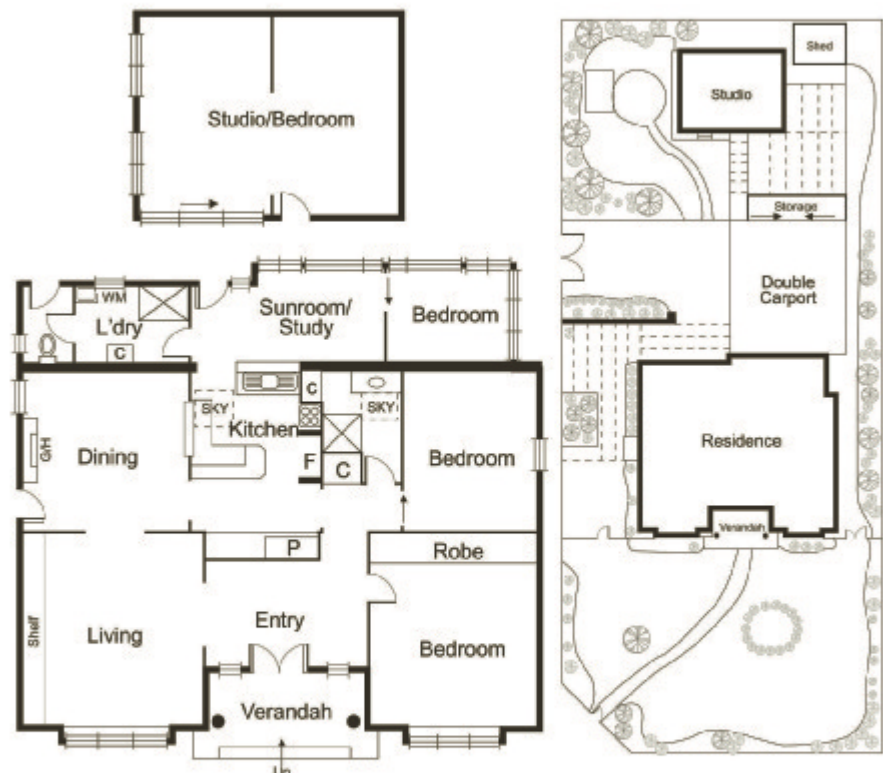 Studio/Bedroom
WM
L'dry
C
Sunroom/
Study
Bedroom
SKY
Kitchen
C
SKY
G/H
Dining
F
C
Bedroom
P
Robe
Shelf
Living
Entry
Bedroom
Verandah
Up
Shed
Studio
Storage
Double
Carport
Residence
Verandah